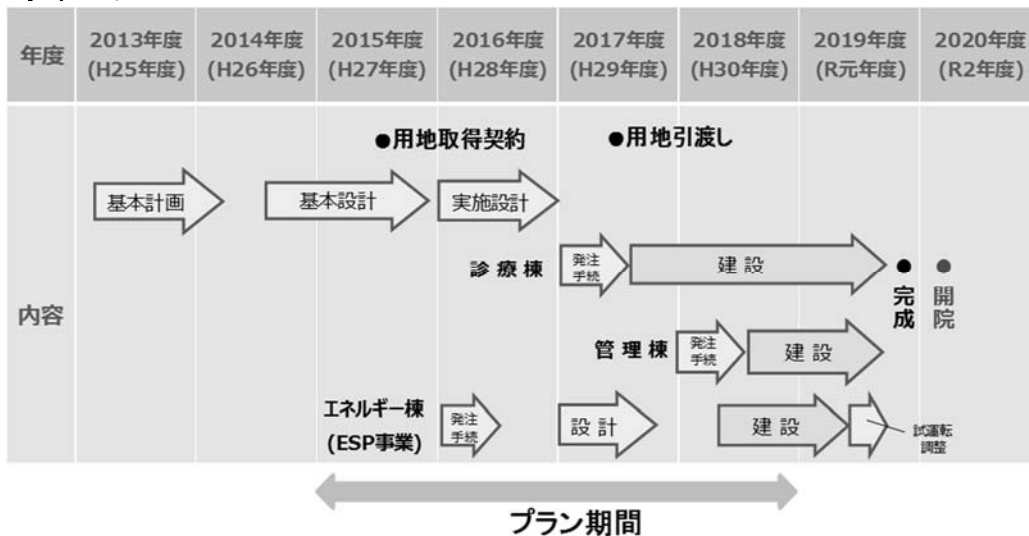 年度
2013年度
(H25年度)
2014年度
(H26年度)
2015年度
(H27年度)
2016年度
(H28年度)
2017年度
(H29年度)
2018年度
(H30年度)
2019年度
(R元年度)
2020年度
(R2年度)
内容
●用地取得契約
●用地引渡し
基本計画
基本設計
実施設計
診療棟
発注
手続
建設
●
完成
●
開院
管理棟
発注
手続
建設
エネルギー棟
(ESP事業)
発注
手続
設計
建設
試運転
調整
プラン期間